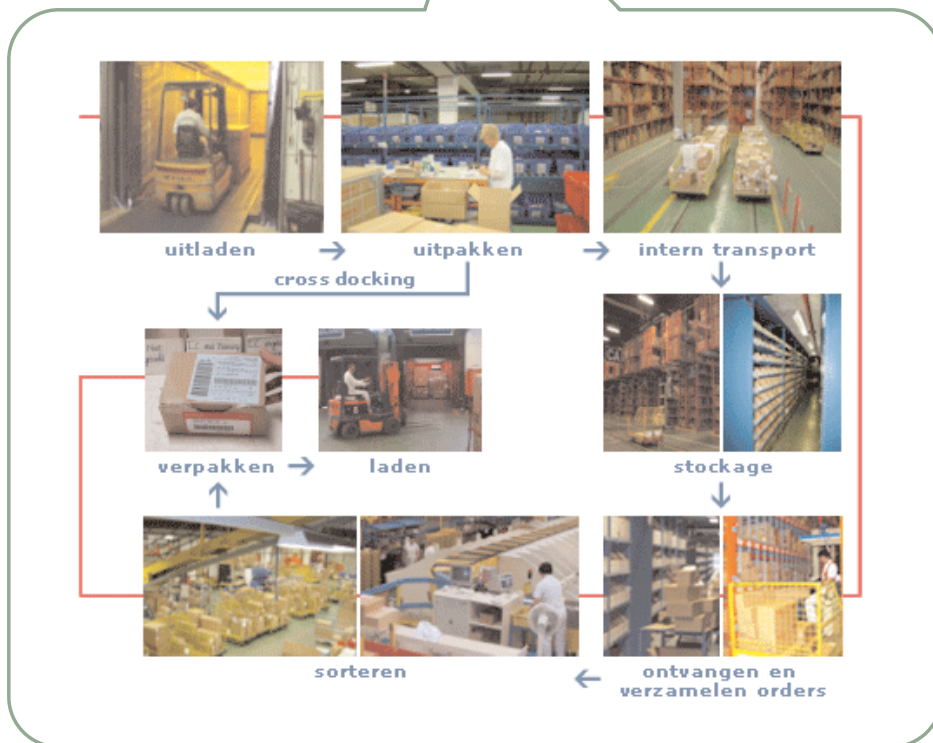 uitladen
uitpakken
intern transport
cross docking
verpakken
laden
stockage
sorteren
ontvangen en
verzamelen orders